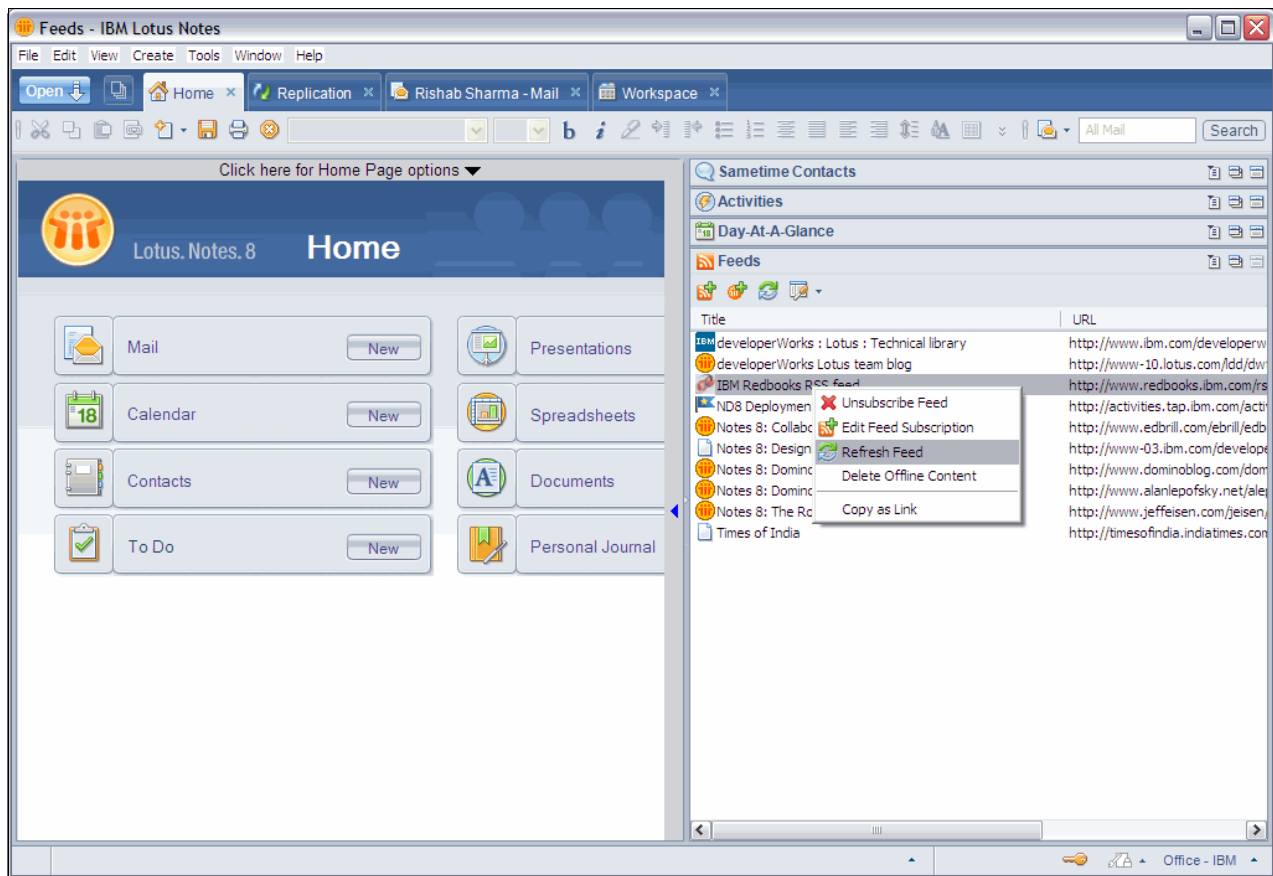 Feeds - IBM Lotus Notes
File Edit View Create Tools Window Help
Open Home Replication Rishab Sharma - Mail Workspace
b i All Mail Search
Click here for Home Page options
Lotus. Notes. 8 Home
Mail New Presentations
18 Calendar New Spreadsheets
Contacts New Documents
To Do New Personal Journal
Sametime Contacts
Activities
Day-At-A-Glance
Feeds
Title URL
developerWorks : Lotus : Technical library http://www.ibm.com/developerw
developerWorks Lotus team blog http://www-10.lotus.com/ldd/dw
IBM Redbooks RSS feed http://www.redbooks.ibm.com/rs
ND8 Deploymen http://activities.tap.ibm.com/acti
Notes 8: Collabo http://www.edbrill.com/ebrill/edb
Notes 8: Design http://www-03.ibm.com/develope
Notes 8: Dominc http://www.dominoblog.com/dom
Notes 8: Dominc http://www.alanlepofsky.net/alep
Notes 8: The Ro http://www.jeffeisen.com/jeisen/
Times of India http://timesofindia.indiatimes.com
Unsubscribe Feed
Edit Feed Subscription
Refresh Feed
Delete Offline Content
Copy as Link
Office - IBM